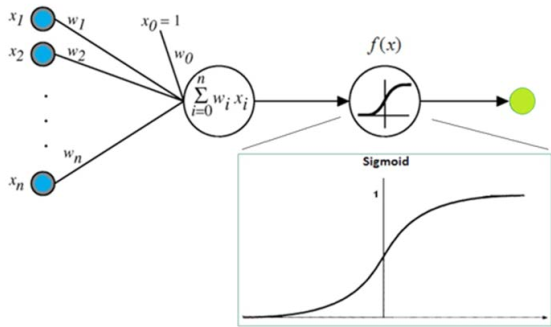 x1 w1
x0 = 1
x2 w2
w0
f(x)
n
∑ wi xi
i=0
wn
xn
Sigmoid
1